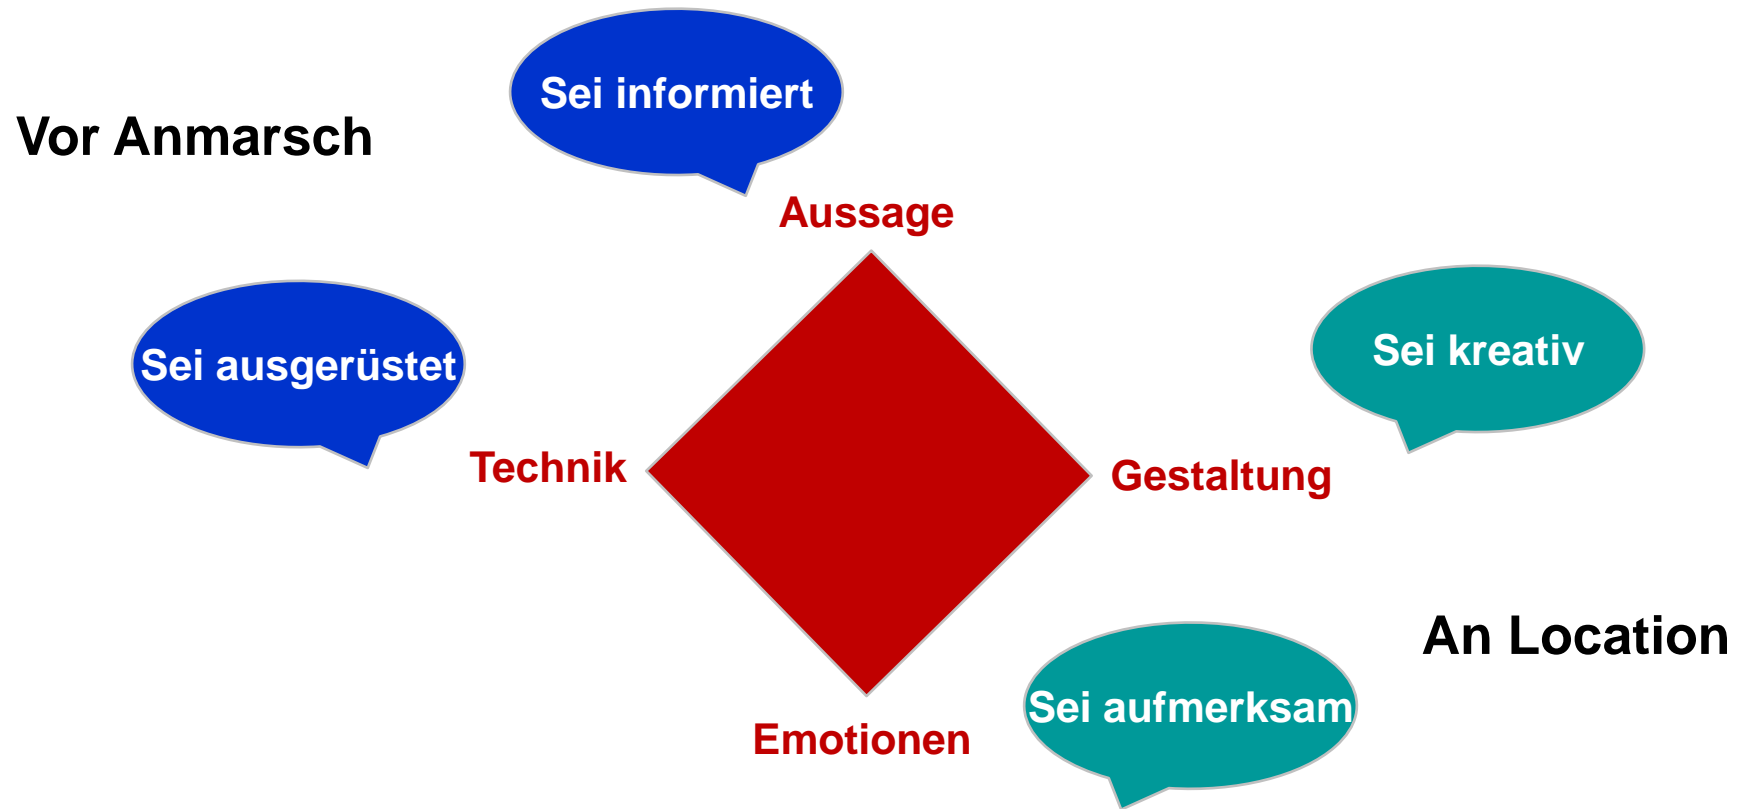 Sei informiert
Vor Anmarsch
Aussage
Sei ausgerüstet
Sei kreativ
Technik
Gestaltung
An Location
Sei aufmerksam
Emotionen